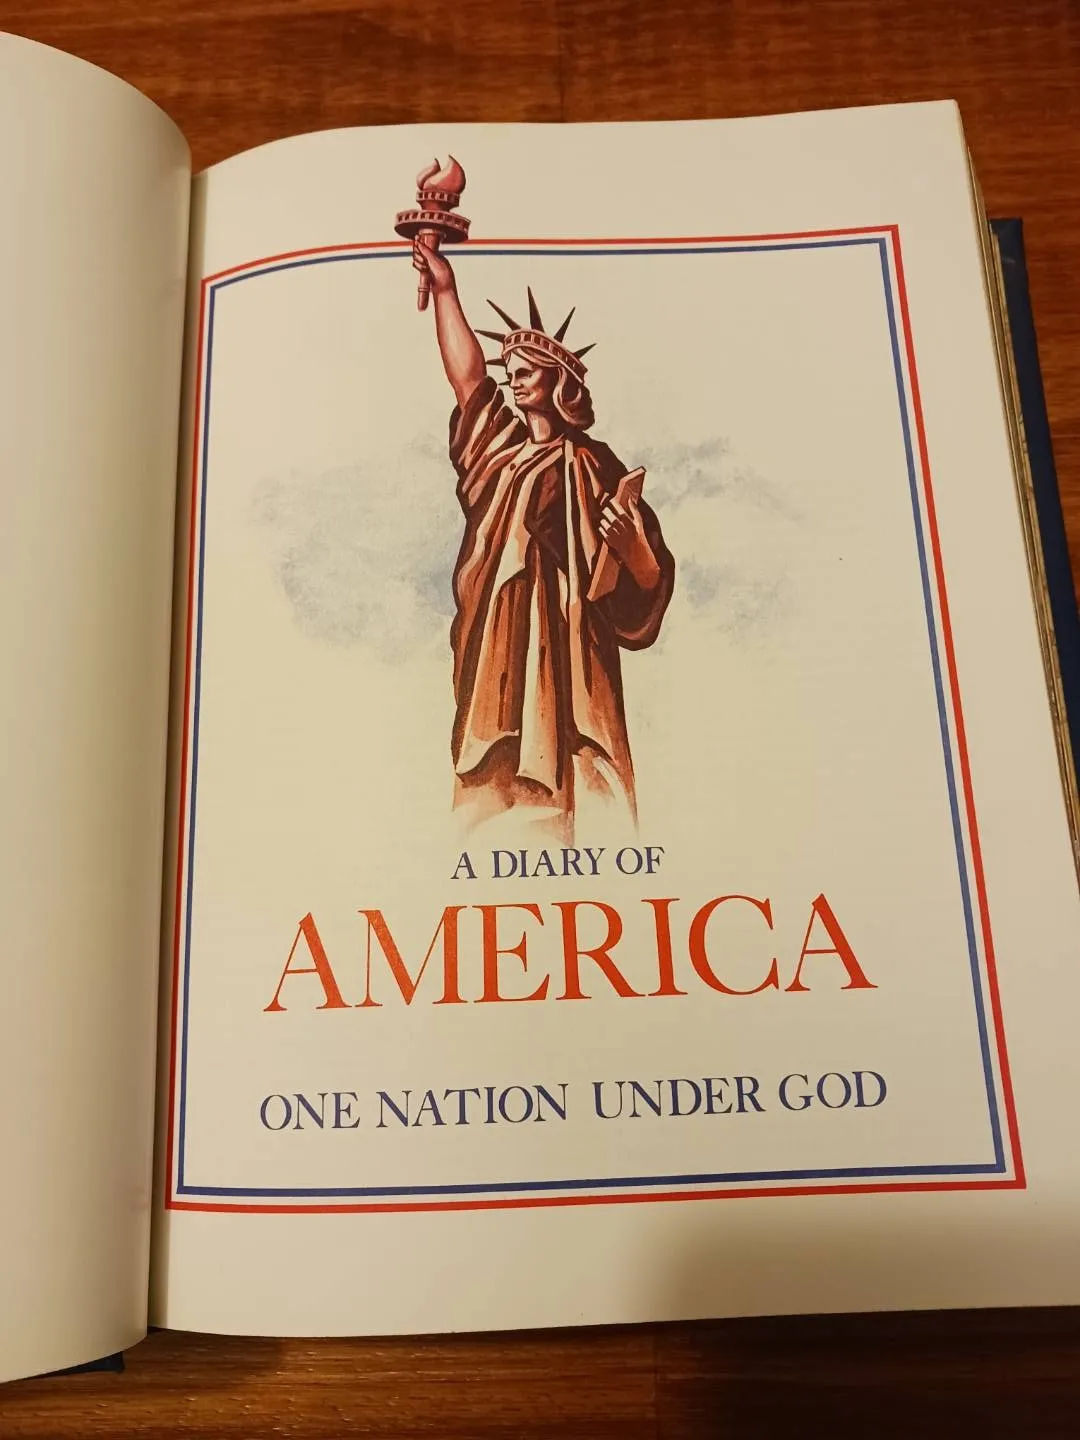 A DIARY OF
AMERICA
ONE NATION UNDER GOD